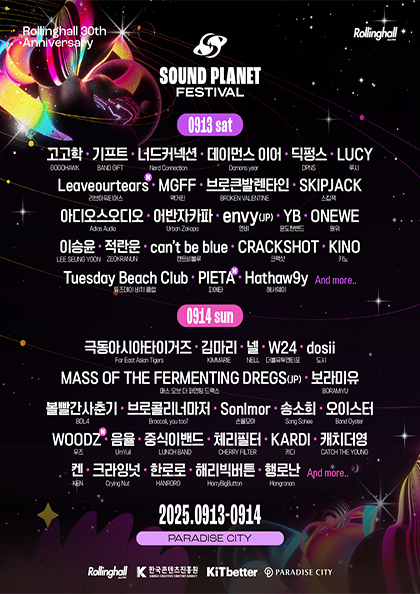 Rollinghall 30th
Anniversary
Rollinghall
SOUND PLANET
FESTIVAL
0913 sat
고고학 · 기프트 · 너드커넥션 · 데이먼스 이어 · 딕펑스 · LUCY
GOGOHAWK BAND GIFT Nerd Connection Damons year DPNS 루시
Leaveourtears N · MGFF · 브로큰발렌타인 · SKIPJACK
리브아워티어스 맥거핀 BROKEN VALENTINE 스킵잭
아디오스오디오 · 어반자카파 · envy(JP) · YB · ONEWE
Adios Audio Urban Zakapa 엔비 윤도현밴드 원위
이승윤 · 적란운 · can't be blue · CRACKSHOT · KINO
LEE SEUNG YOON ZEOKRANUN 캔트비블루 크랙샷 키노
Tuesday Beach Club · PIETA N · Hathaw9y And more..
튜즈데이 비치 클럽 피에타 해서웨이
0914 sun
극동아시아타이거즈 · 김마리 · 넬 · W24 · dosii
Far East Asian Tigers KIMMARIE NELL 더블유투엔티포 도시
MASS OF THE FERMENTING DREGS(JP) · 보라미유
매스 오브 더 퍼멘팅 드렉스 BORAMIYU
볼빨간사춘기 · 브로콜리너마저 · SonImor · 송소희 · 오이스터
BOL4 Broccoli, you too? 손을모아 Song Sohee Band Oyster
WOODZ N · 음율 · 중식이밴드 · 체리필터 · KARDI · 캐치더영
우즈 UmYull LUNCH BAND CHERRY FILTER 카디 CATCH THE YOUNG
켄 · 크라잉넛 · 한로로 · 해리빅버튼 · 행로난 And more..
KEN Crying Nut HANRORO HarryBigButton Hangronan
2025.0913-0914
PARADISE CITY
Rollinghall 한국콘텐츠진흥원 KiTbetter PARADISE CITY
KOREA CREATIVE CONTENT AGENCY